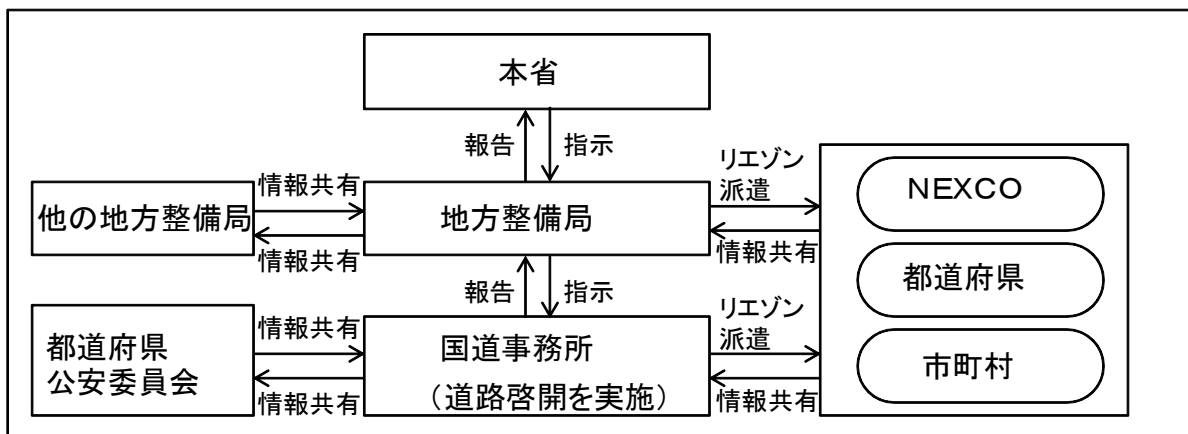 本省
報告
指示
リエゾン
派遣
情報共有
他の地方整備局
地方整備局
NEXCO
情報共有
情報共有
報告
指示
都道府県
リエゾン
派遣
情報共有
都道府県
公安委員会
国道事務所
(道路啓開を実施)
市町村
情報共有
情報共有